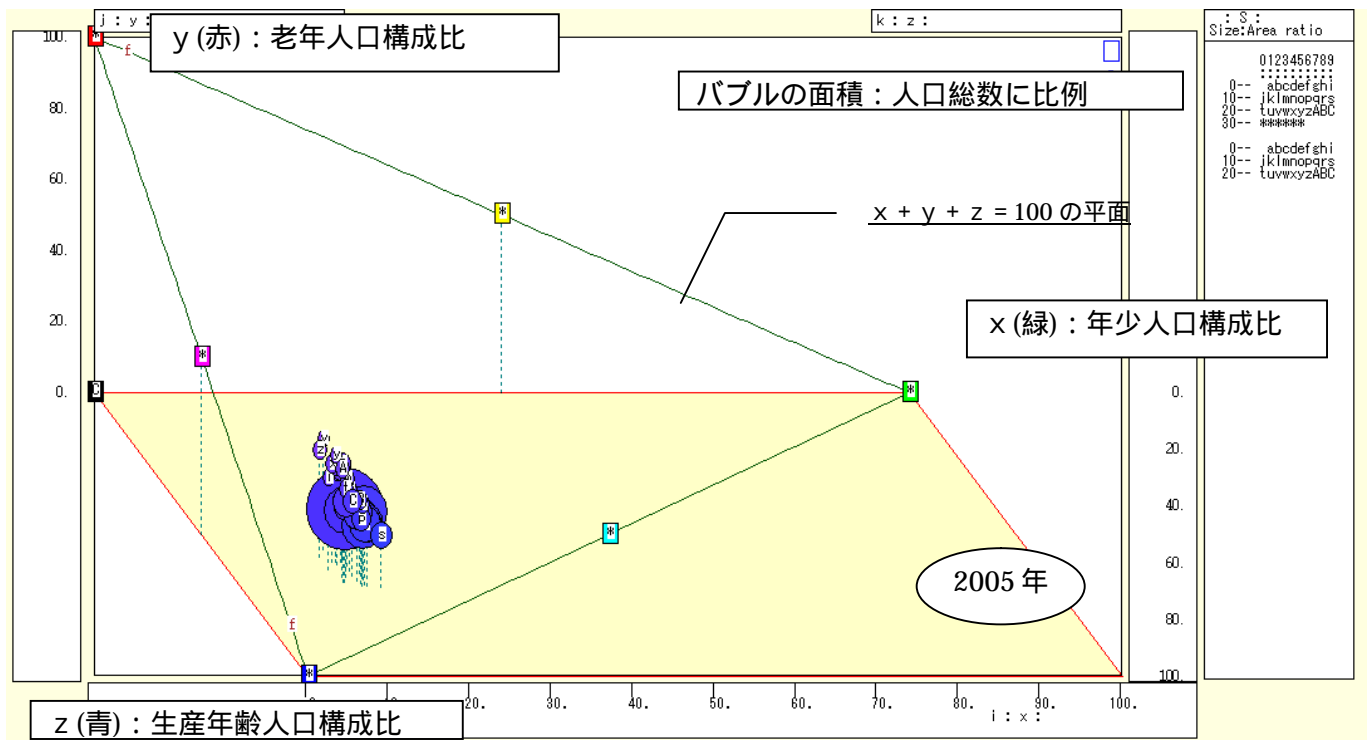 j : y :
k : z :
: S :
Size:Area ratio
y (赤)：老年人口構成比
バブルの面積：人口総数に比例
0123456789
::::::::::
0-- abcdefghi
10-- jklmnopqrs
20-- tuvwxyzABC
30-- ******
0-- abcdefghi
10-- jklmnopqrs
20-- tuvwxyzABC
100.
80.
60.
40.
20.
0.
*
f
*
x + y + z = 100 の平面
x (緑)：年少人口構成比
*
C
*
z
A
C
P
s
*
f
*
2005 年
0.
20.
40.
60.
80.
100.
20.
30.
40.
50.
60.
70.
80.
90.
100.
i : x :
z (青)：生産年齢人口構成比